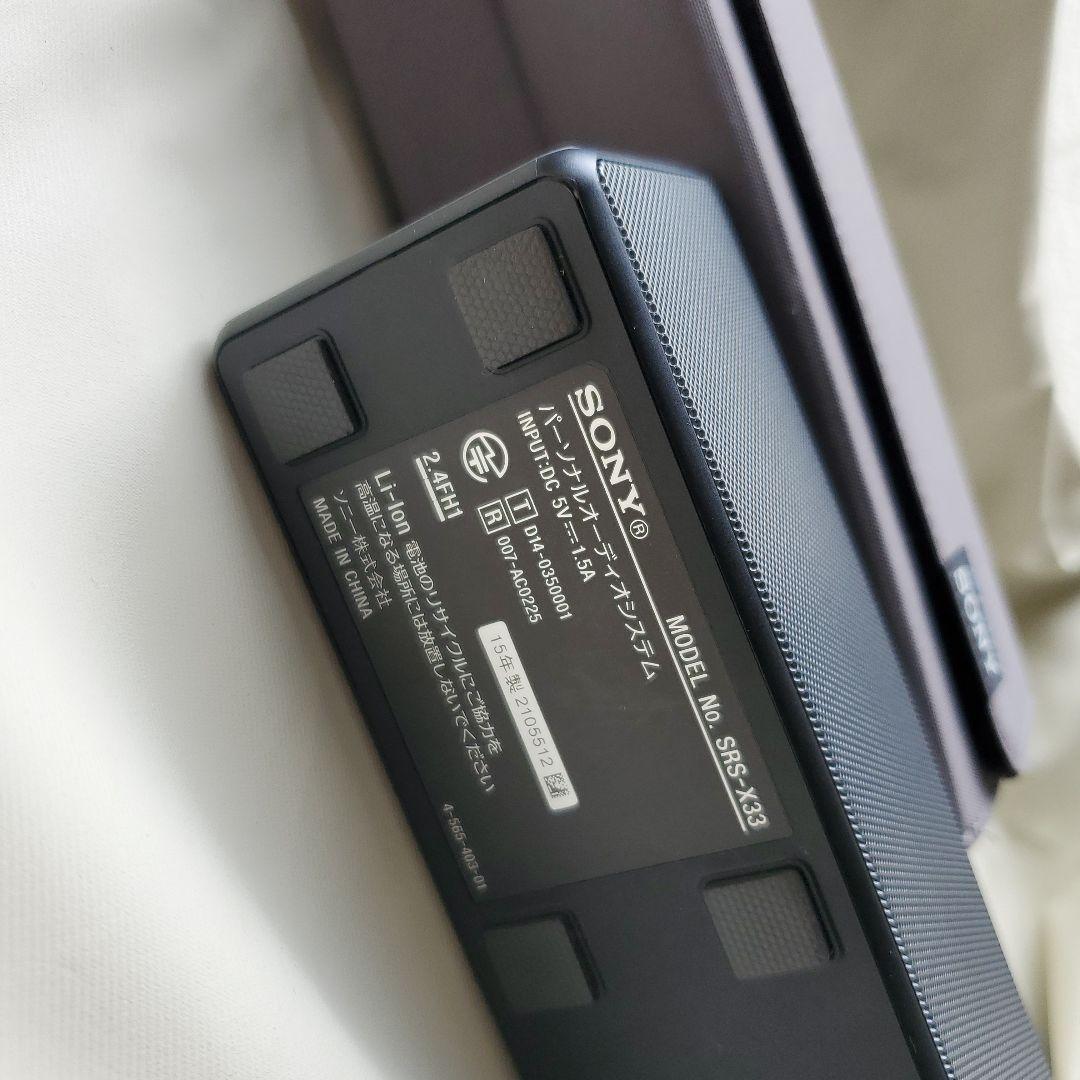 SONY® MODEL No. SRS-X33
パーソナルオーディオシステム
INPUT:DC 5V⎓1.5A
T D14-0350001
R 007-AC0225
2.4FH1
15年製 2105512
Li-Ion 電池のリサイクルにご協力を
高温になる場所には放置しないでください
ソニー株式会社
MADE IN CHINA
4-565-403-01
SONY